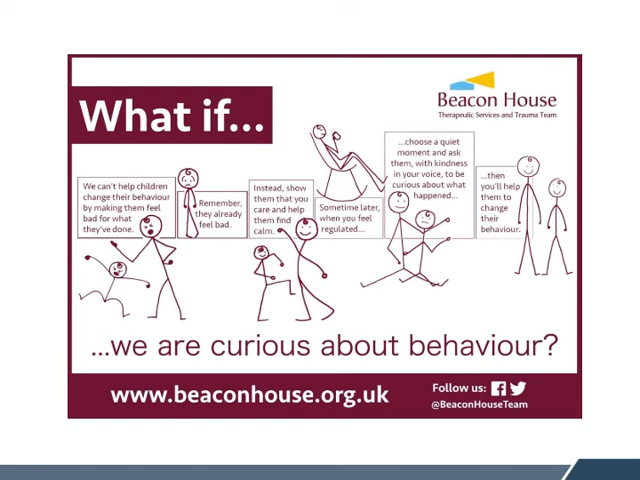 Beacon House
Therapeutic Services and Trauma Team
What if...
We can't help children
change their behaviour
by making them feel
bad for what
they've done.
Remember,
they already
feel bad.
Instead, show
them that you
care and help
them find
calm.
Sometime later,
when you feel
regulated...
...choose a quiet
moment and ask
them, with kindness
in your voice, to be
curious about what
happened...
...then
you'll help
them to
change
their
behaviour.
...we are curious about behaviour?
www.beaconhouse.org.uk
Follow us:
@BeaconHouseTeam